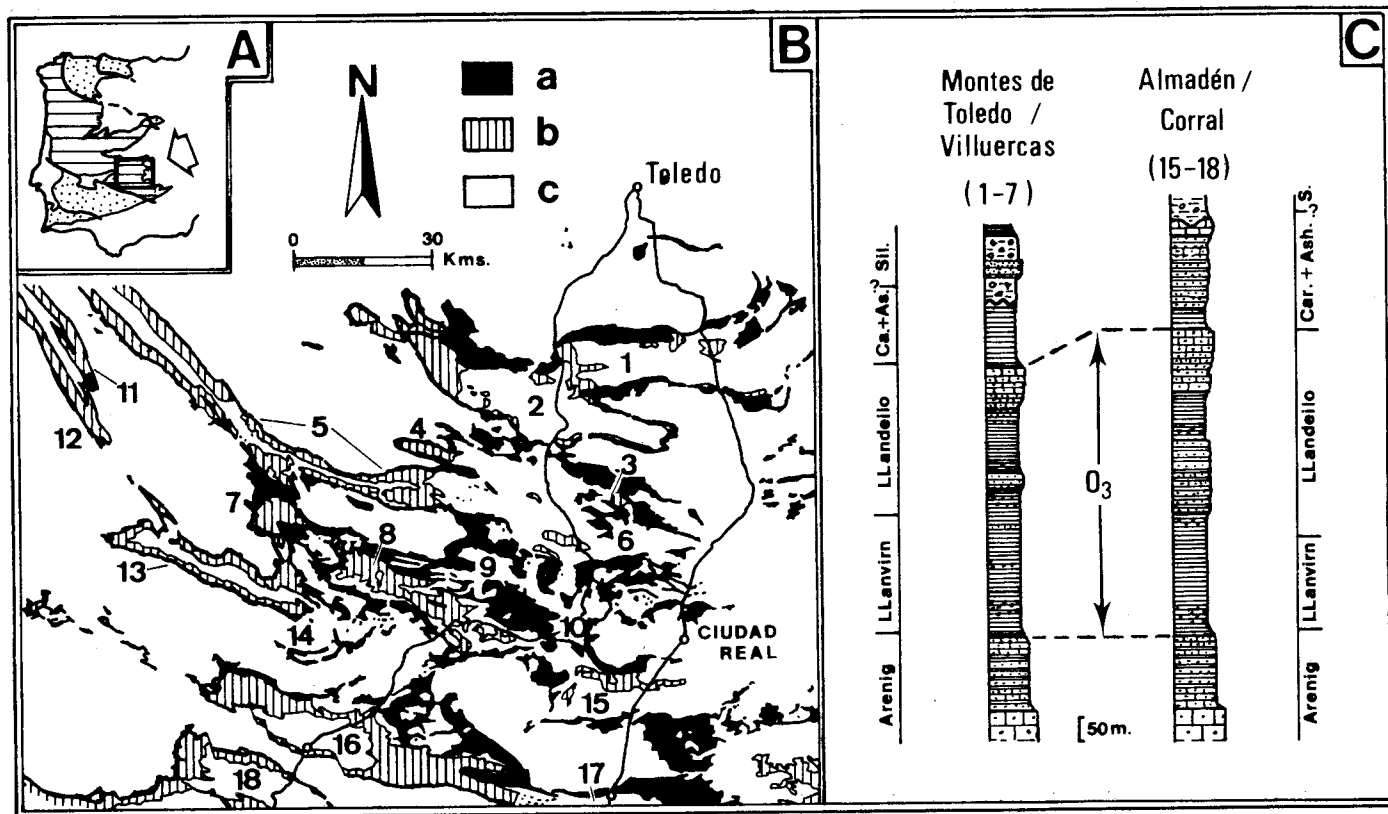 A
B
C
N
a
b
c
Toledo
0 30
Kms.
1
2
3
4
5
6
7
8
9
10
11
12
13
14
15
16
17
18
CIUDAD
REAL
Montes de
Toledo /
Villuercas
(1-7)
Almadén /
Corral
(15-18)
Sil.
Ca.+As.
LLandeilo
LLanvirn
Arenig
O3
[50m.
S.
Car. + Ash.
LLandeilo
LLanvirn
Arenig